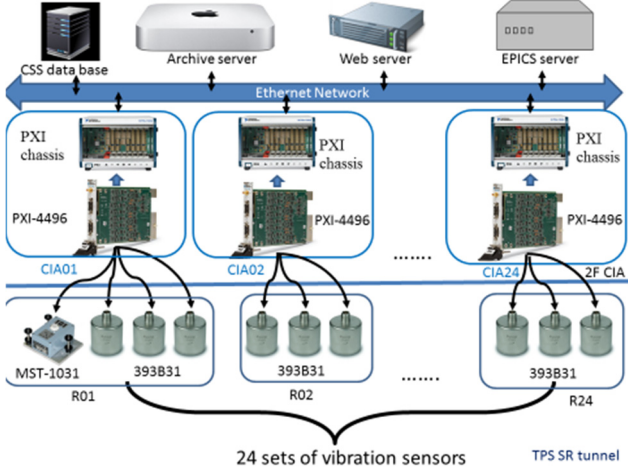 CSS data base
Archive server
Web server
EPICS server
Ethernet Network
PXI
chassis
PXI
chassis
PXI
chassis
PXI-4496
PXI-4496
PXI-4496
CIA01
CIA02
.......
CIA24
2F CIA
MST-1031
393B31
393B31
393B31
R01
R02
......
R24
24 sets of vibration sensors
TPS SR tunnel